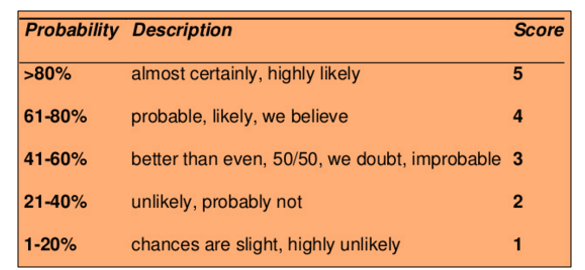 Probability Description Score
>80% almost certainly, highly likely 5
61-80% probable, likely, we believe 4
41-60% better than even, 50/50, we doubt, improbable 3
21-40% unlikely, probably not 2
1-20% chances are slight, highly unlikely 1